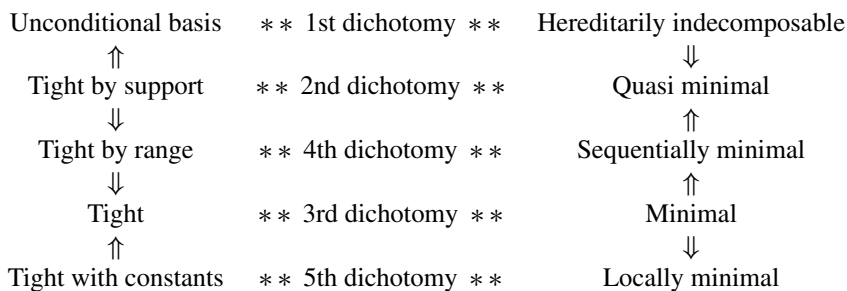 Unconditional basis ∗ ∗ 1st dichotomy ∗ ∗ Hereditarily indecomposable
⇑ ⇓
Tight by support ∗ ∗ 2nd dichotomy ∗ ∗ Quasi minimal
⇓ ⇑
Tight by range ∗ ∗ 4th dichotomy ∗ ∗ Sequentially minimal
⇓ ⇑
Tight ∗ ∗ 3rd dichotomy ∗ ∗ Minimal
⇑ ⇓
Tight with constants ∗ ∗ 5th dichotomy ∗ ∗ Locally minimal